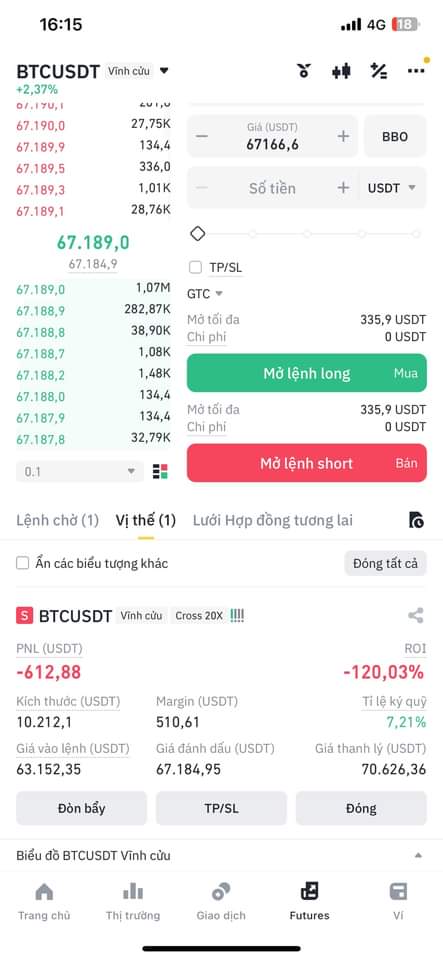 16:15
4G 18
BTCUSDT Vĩnh cửu
+2,37%
67.190,1 261,0
67.190,0 27,75K
67.189,9 134,4
67.189,5 336,0
67.189,3 1,01K
67.189,1 28,76K
67.189,0
67.184,9
67.189,0 1,07M
67.188,9 282,87K
67.188,8 38,90K
67.188,7 1,08K
67.188,2 1,48K
67.188,0 134,4
67.187,9 134,4
67.187,8 32,79K
0.1
Giá (USDT)
67166,6
BBO
Số tiền
USDT
TP/SL
GTC
Mở tối đa 335,9 USDT
Chi phí 0 USDT
Mở lệnh long Mua
Mở tối đa 335,9 USDT
Chi phí 0 USDT
Mở lệnh short Bán
Lệnh chờ (1) Vị thế (1) Lưới Hợp đồng tương lai
Ẩn các biểu tượng khác Đóng tất cả
S BTCUSDT Vĩnh cửu Cross 20X !!!!
PNL (USDT) ROI
-612,88 -120,03%
Kích thước (USDT) Margin (USDT) Tỉ lệ ký quỹ
10.212,1 510,61 7,21%
Giá vào lệnh (USDT) Giá đánh dấu (USDT) Giá thanh lý (USDT)
63.152,35 67.184,95 70.626,36
Đòn bẩy TP/SL Đóng
Biểu đồ BTCUSDT Vĩnh cửu
Trang chủ Thị trường Giao dịch Futures Ví